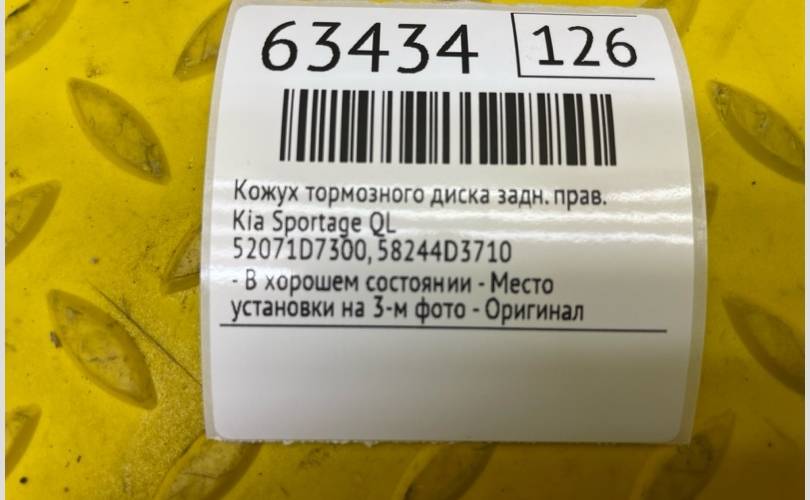 63434 126
Кожух тормозного диска задн. прав.
Kia Sportage QL
52071D7300, 58244D3710
- В хорошем состоянии - Место
установки на 3-м фото - Оригинал